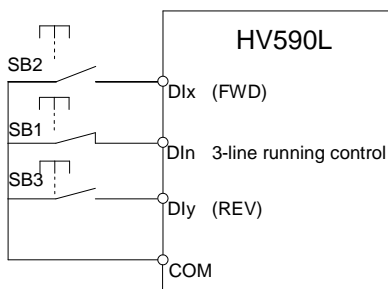 HV590L
SB2
DIx (FWD)
SB1
DIn 3-line running control
SB3
DIy (REV)
COM